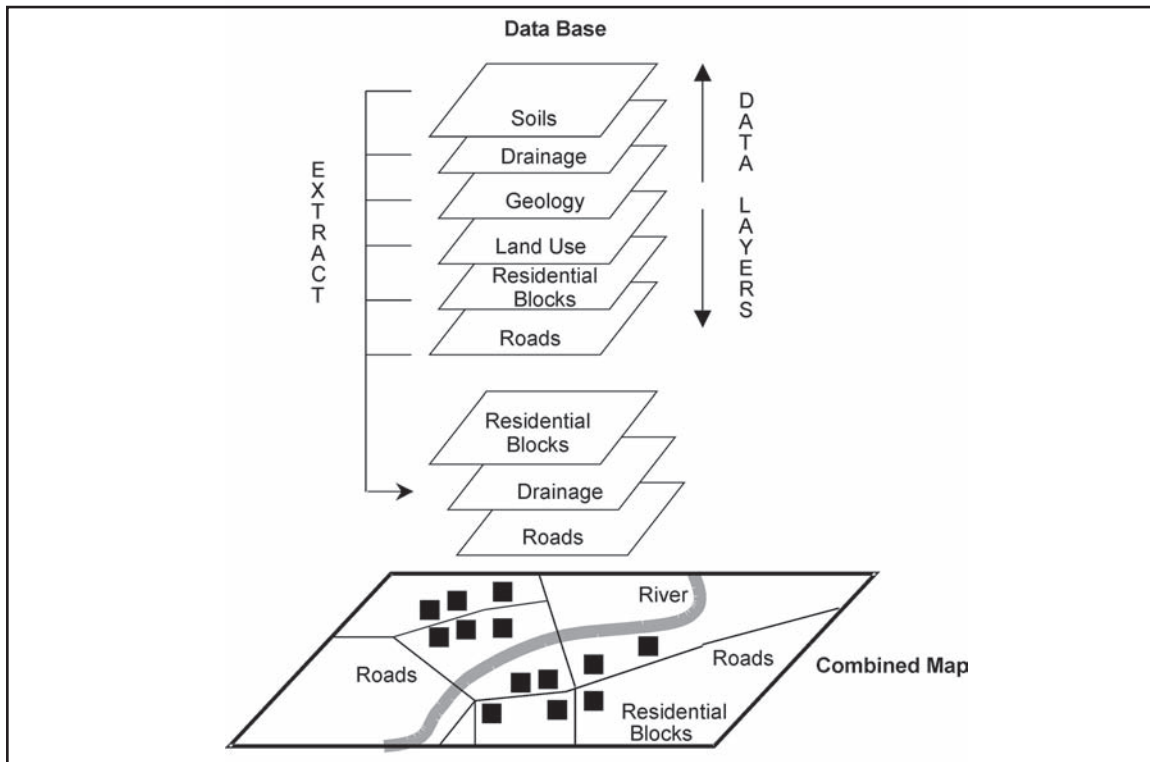 Data Base
Soils
Drainage
Geology
Land Use
Residential
Blocks
Roads
EXTRACT
DATA LAYERS
Residential
Blocks
Drainage
Roads
River
Roads
Roads
Combined Map
Residential
Blocks